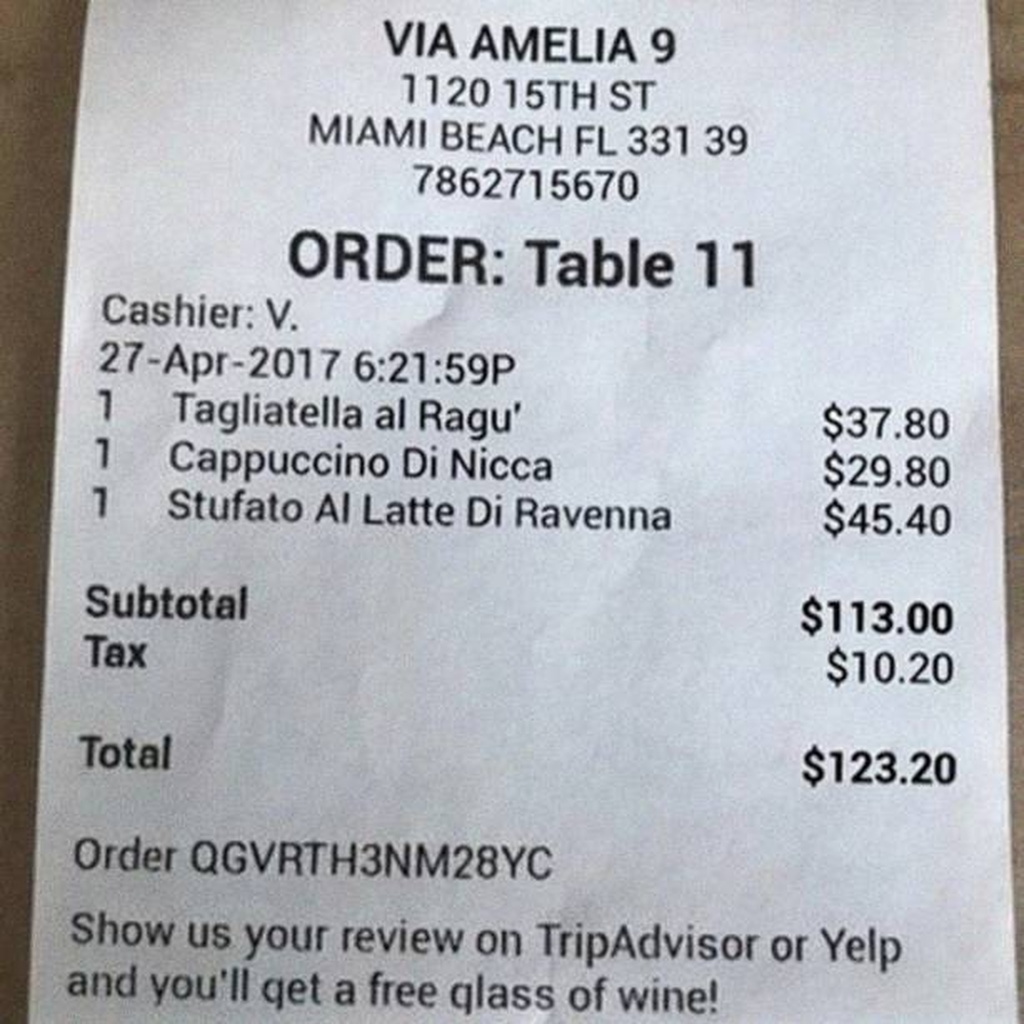 VIA AMELIA 9
1120 15TH ST
MIAMI BEACH FL 331 39
7862715670
ORDER: Table 11
Cashier: V.
27-Apr-2017 6:21:59P
1 Tagliatella al Ragu' $37.80
1 Cappuccino Di Nicca $29.80
1 Stufato Al Latte Di Ravenna $45.40
Subtotal $113.00
Tax $10.20
Total $123.20
Order QGVRTH3NM28YC
Show us your review on TripAdvisor or Yelp
and you'll get a free glass of wine!